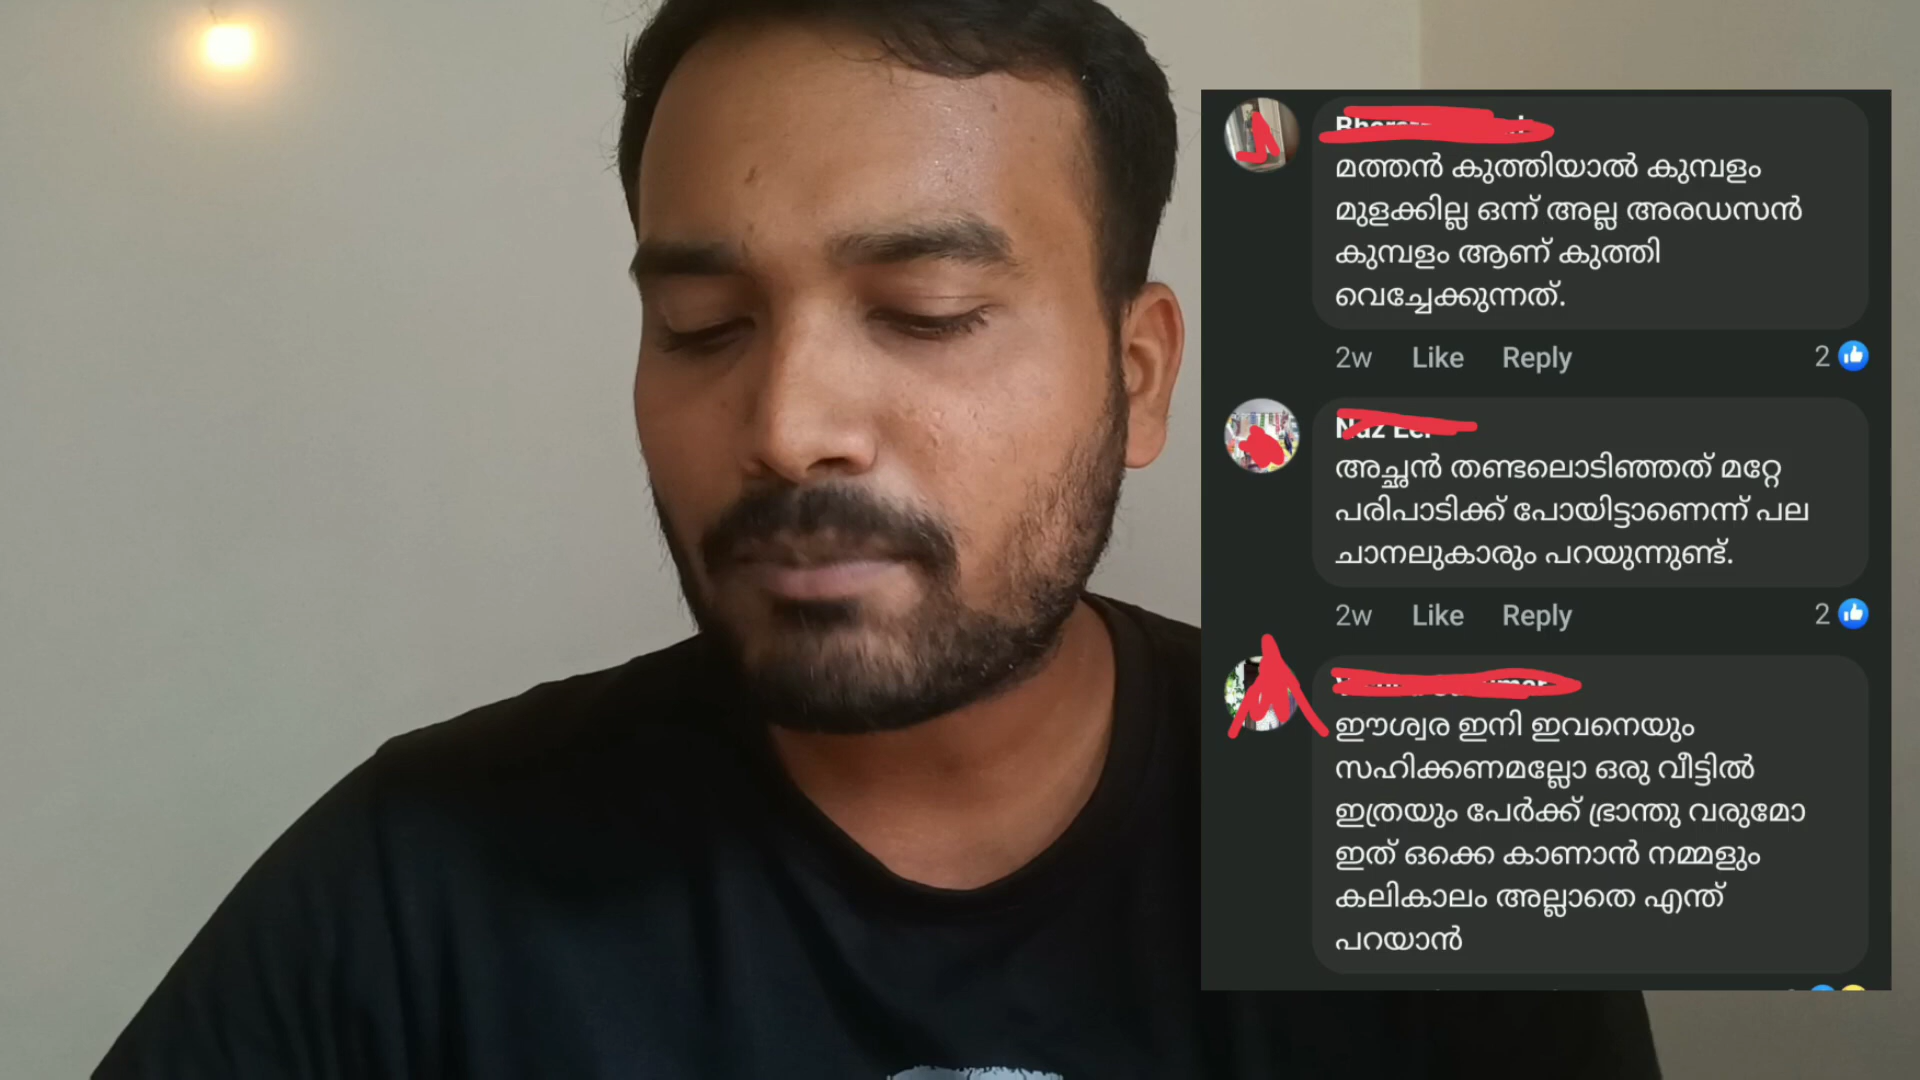 മത്തൻ കുത്തിയാൽ കുമ്പളം
മുളക്കില്ല ഒന്ന് അല്ല അരഡസൻ
കുമ്പളം ആണ് കുത്തി
വെച്ചേക്കുന്നത്.
2w Like Reply 2
അച്ഛൻ തണ്ടലൊടിഞ്ഞത് മറ്റേ
പരിപാടിക്ക് പോയിട്ടാണെന്ന് പല
ചാനലുകാരും പറയുന്നുണ്ട്.
2w Like Reply 2
ഈശ്വര ഇനി ഇവനെയും
സഹിക്കണമല്ലോ ഒരു വീട്ടിൽ
ഇത്രയും പേർക്ക് ഭ്രാന്തു വരുമോ
ഇത് ഒക്കെ കാണാൻ നമ്മളും
കലികാലം അല്ലാതെ എന്ത്
പറയാൻ